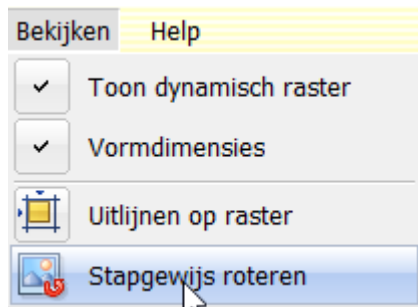 Bekijken Help
Toon dynamisch raster
Vormdimensies
Uitlijnen op raster
Stapgewijs roteren